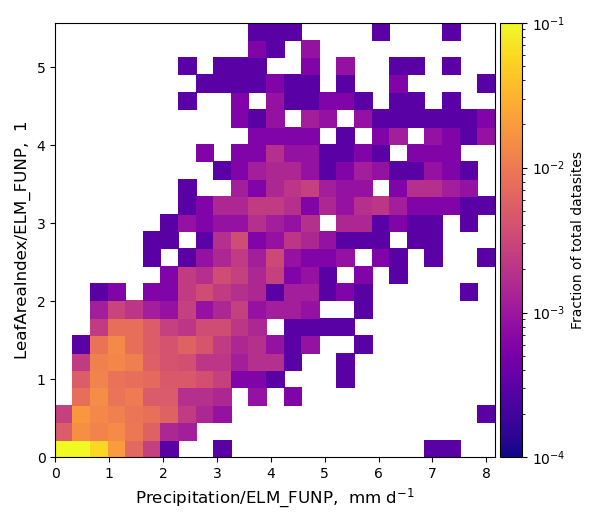 LeafAreaIndex/ELM_FUNP, 1
5
4
3
2
1
0
0 1 2 3 4 5 6 7 8
Precipitation/ELM_FUNP, mm d⁻¹
10⁻¹
10⁻²
10⁻³
10⁻⁴
Fraction of total datasites